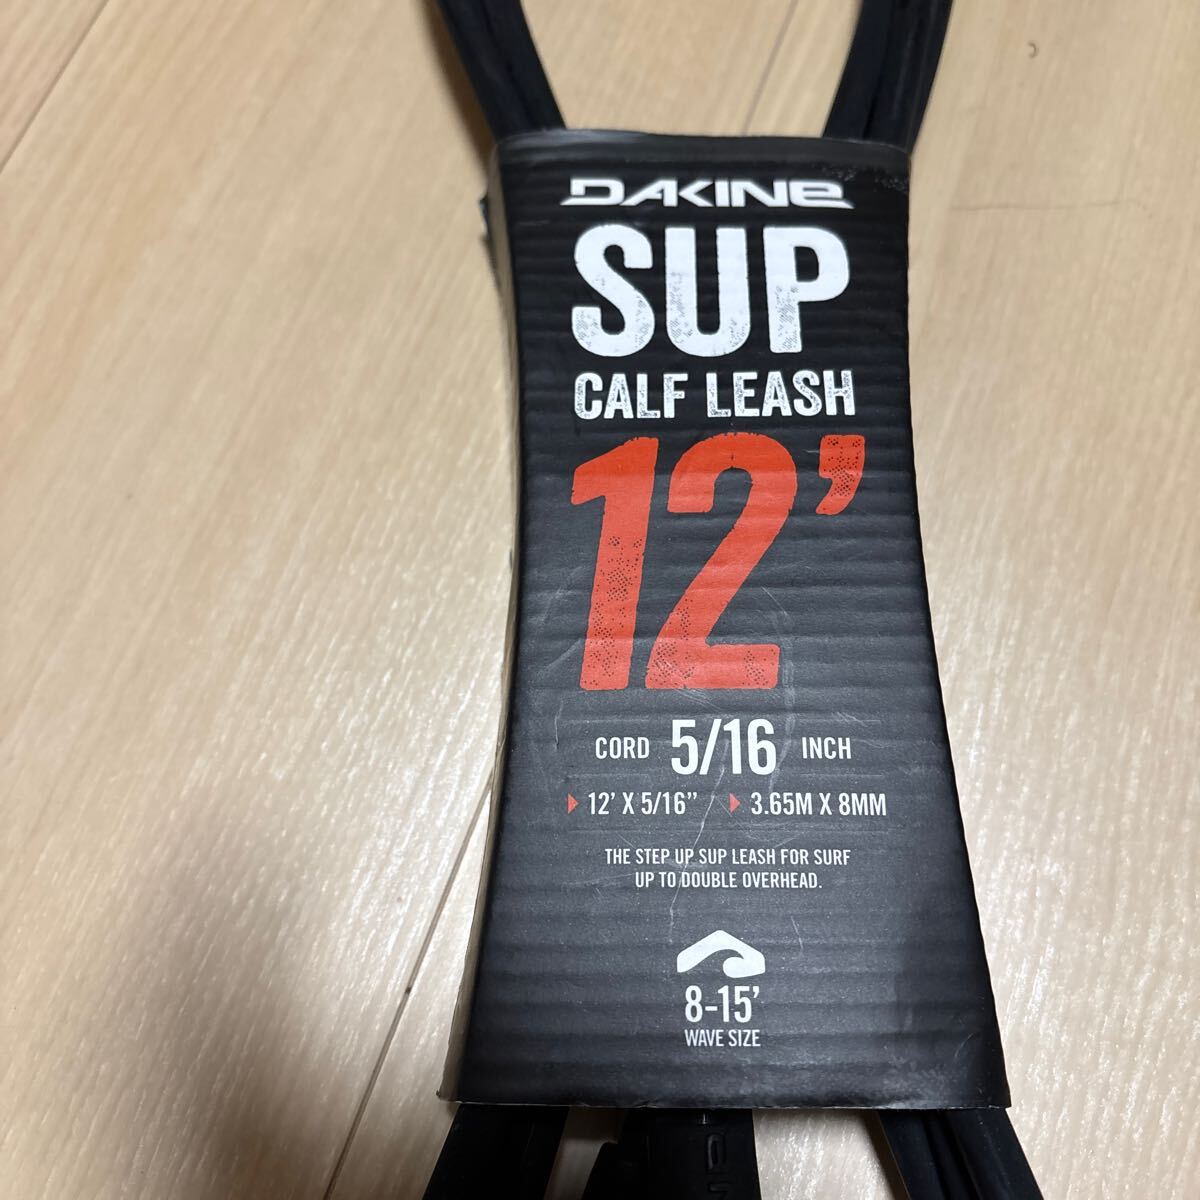 DAKINE
SUP
CALF LEASH
12'
CORD 5/16 INCH
12' X 5/16" 3.65M X 8MM
THE STEP UP SUP LEASH FOR SURF
UP TO DOUBLE OVERHEAD.
8-15'
WAVE SIZE